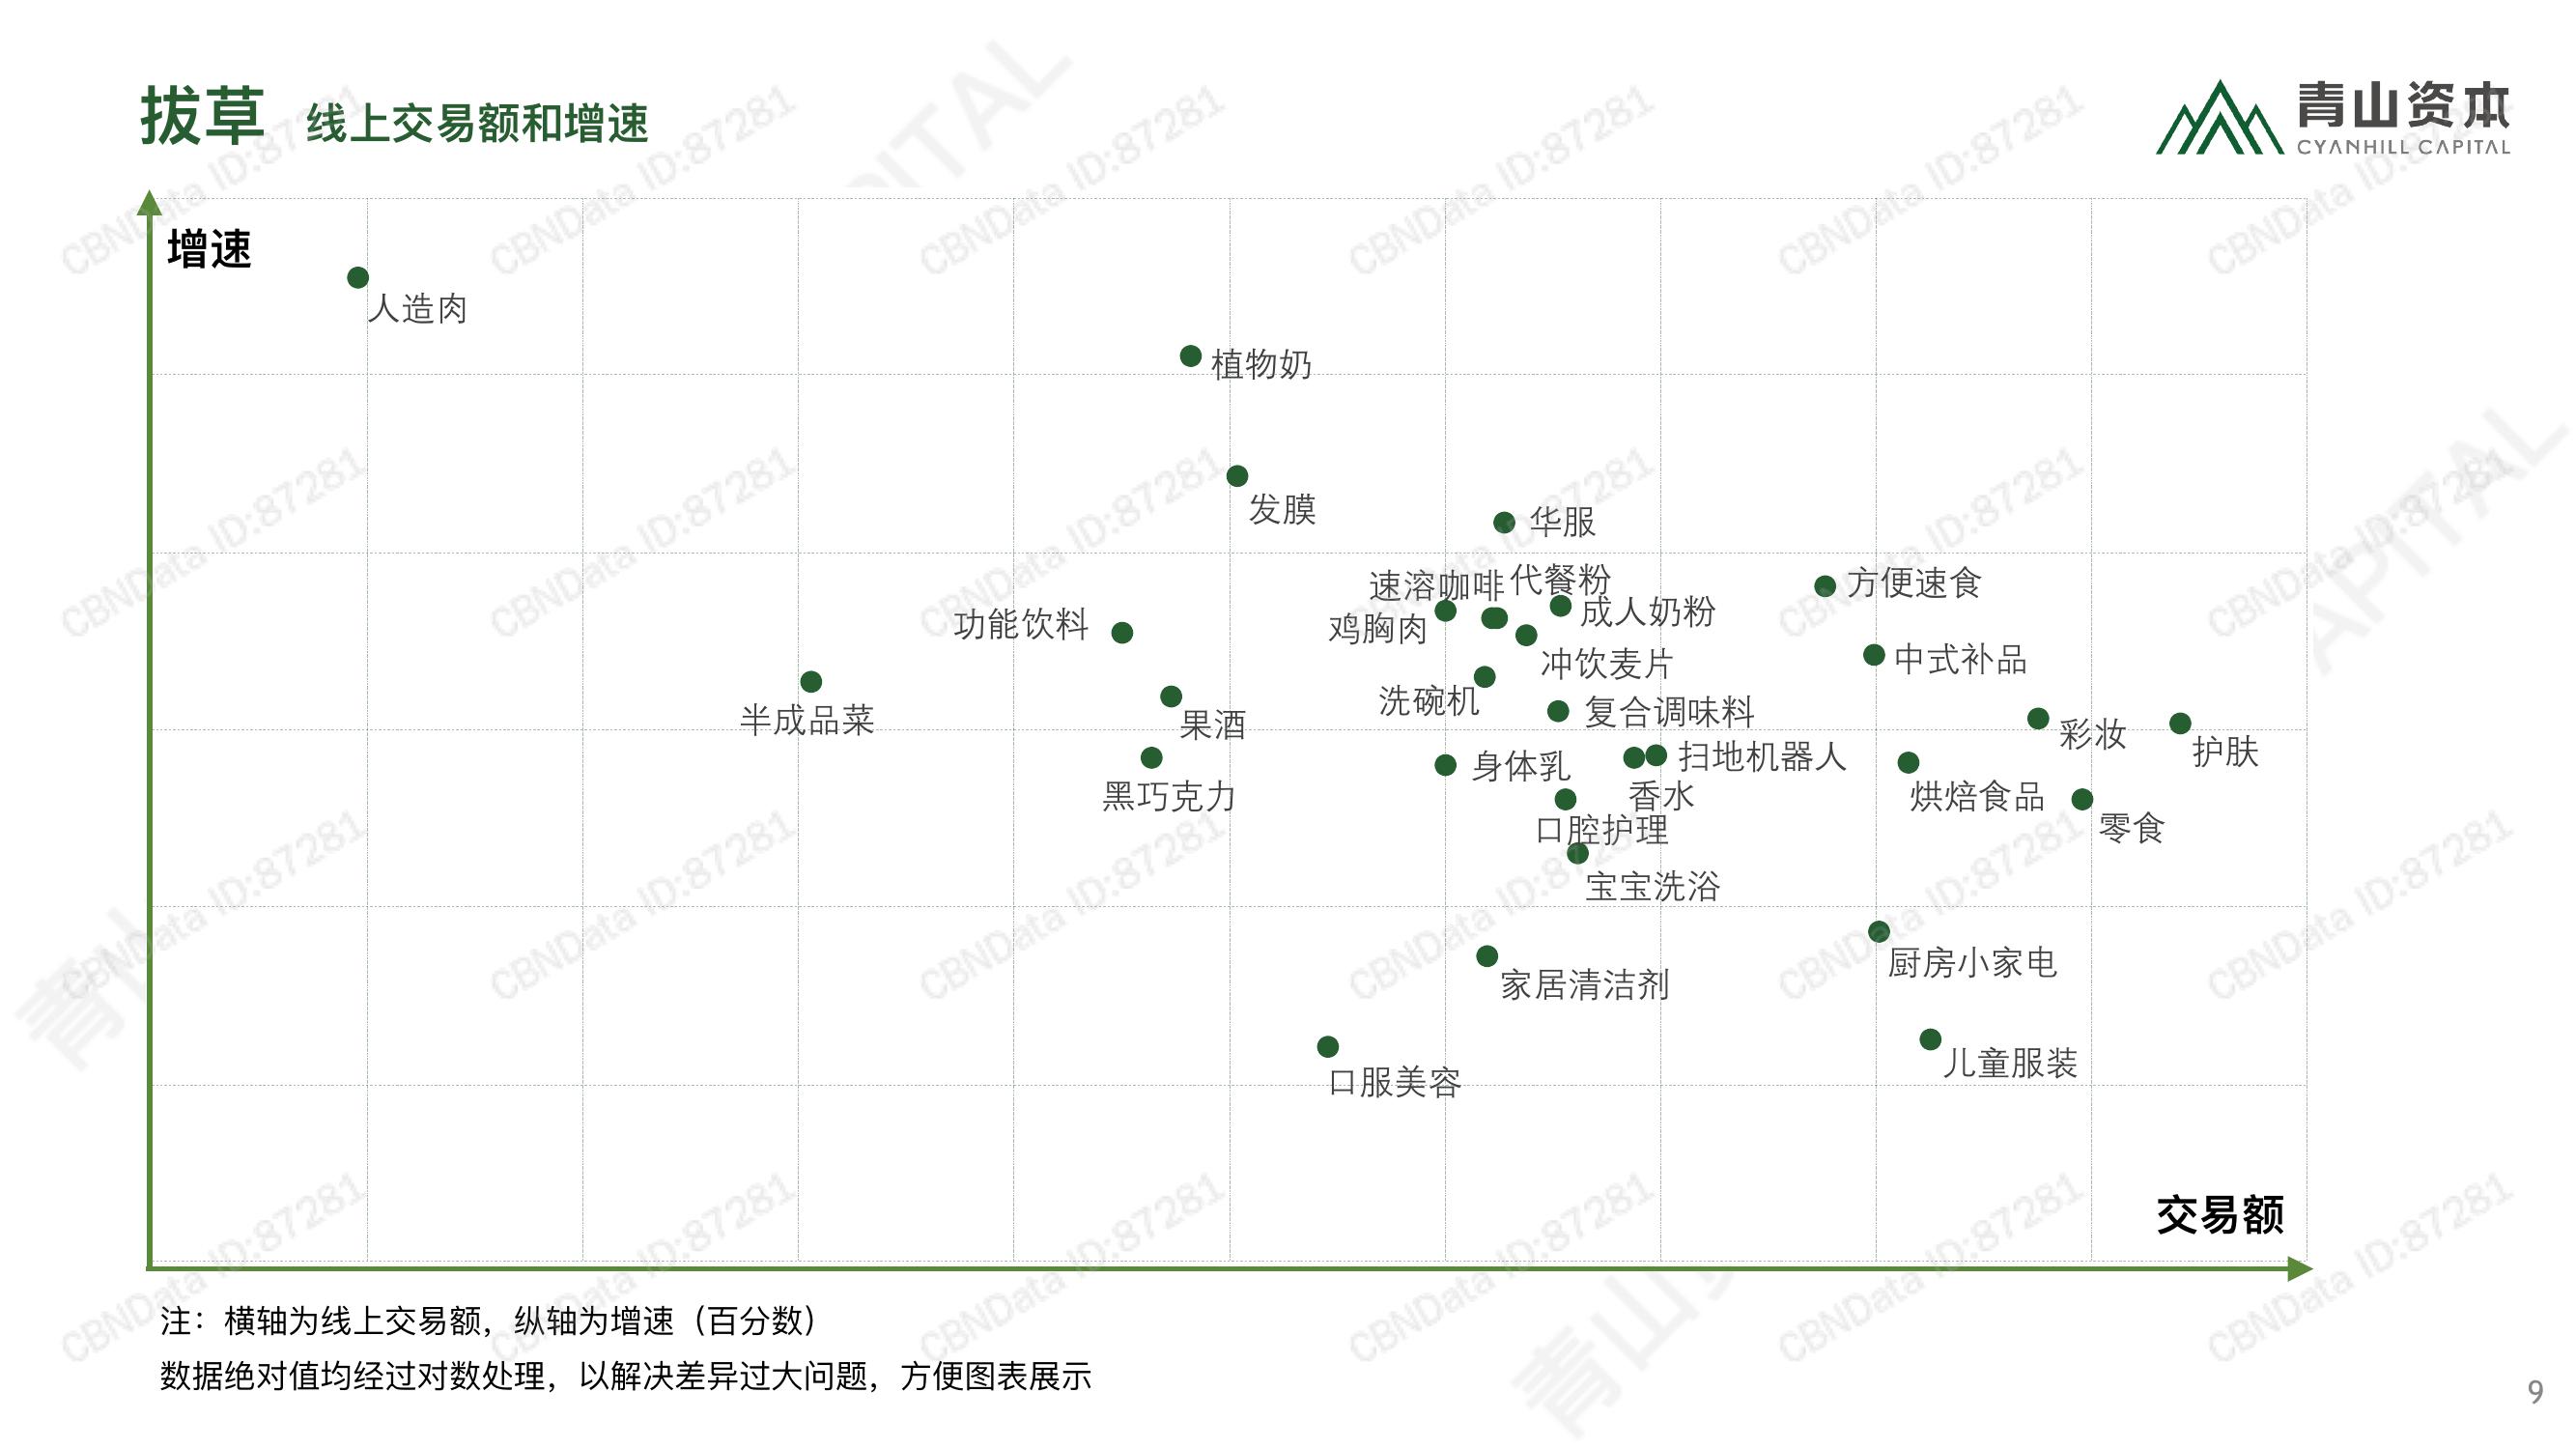 拔草 线上交易额和增速
青山资本
CYANHILL CAPITAL
增速
人造肉
植物奶
发膜
华服
速溶咖啡 代餐粉
方便速食
成人奶粉
功能饮料
鸡胸肉
冲饮麦片
中式补品
洗碗机
半成品菜
复合调味料
果酒
彩妆
护肤
身体乳
扫地机器人
黑巧克力
香水
烘焙食品
口腔护理
零食
宝宝洗浴
厨房小家电
家居清洁剂
儿童服装
口服美容
交易额
注：横轴为线上交易额，纵轴为增速（百分数）
数据绝对值均经过对数处理，以解决差异过大问题，方便图表展示
9
CBNData ID:87281